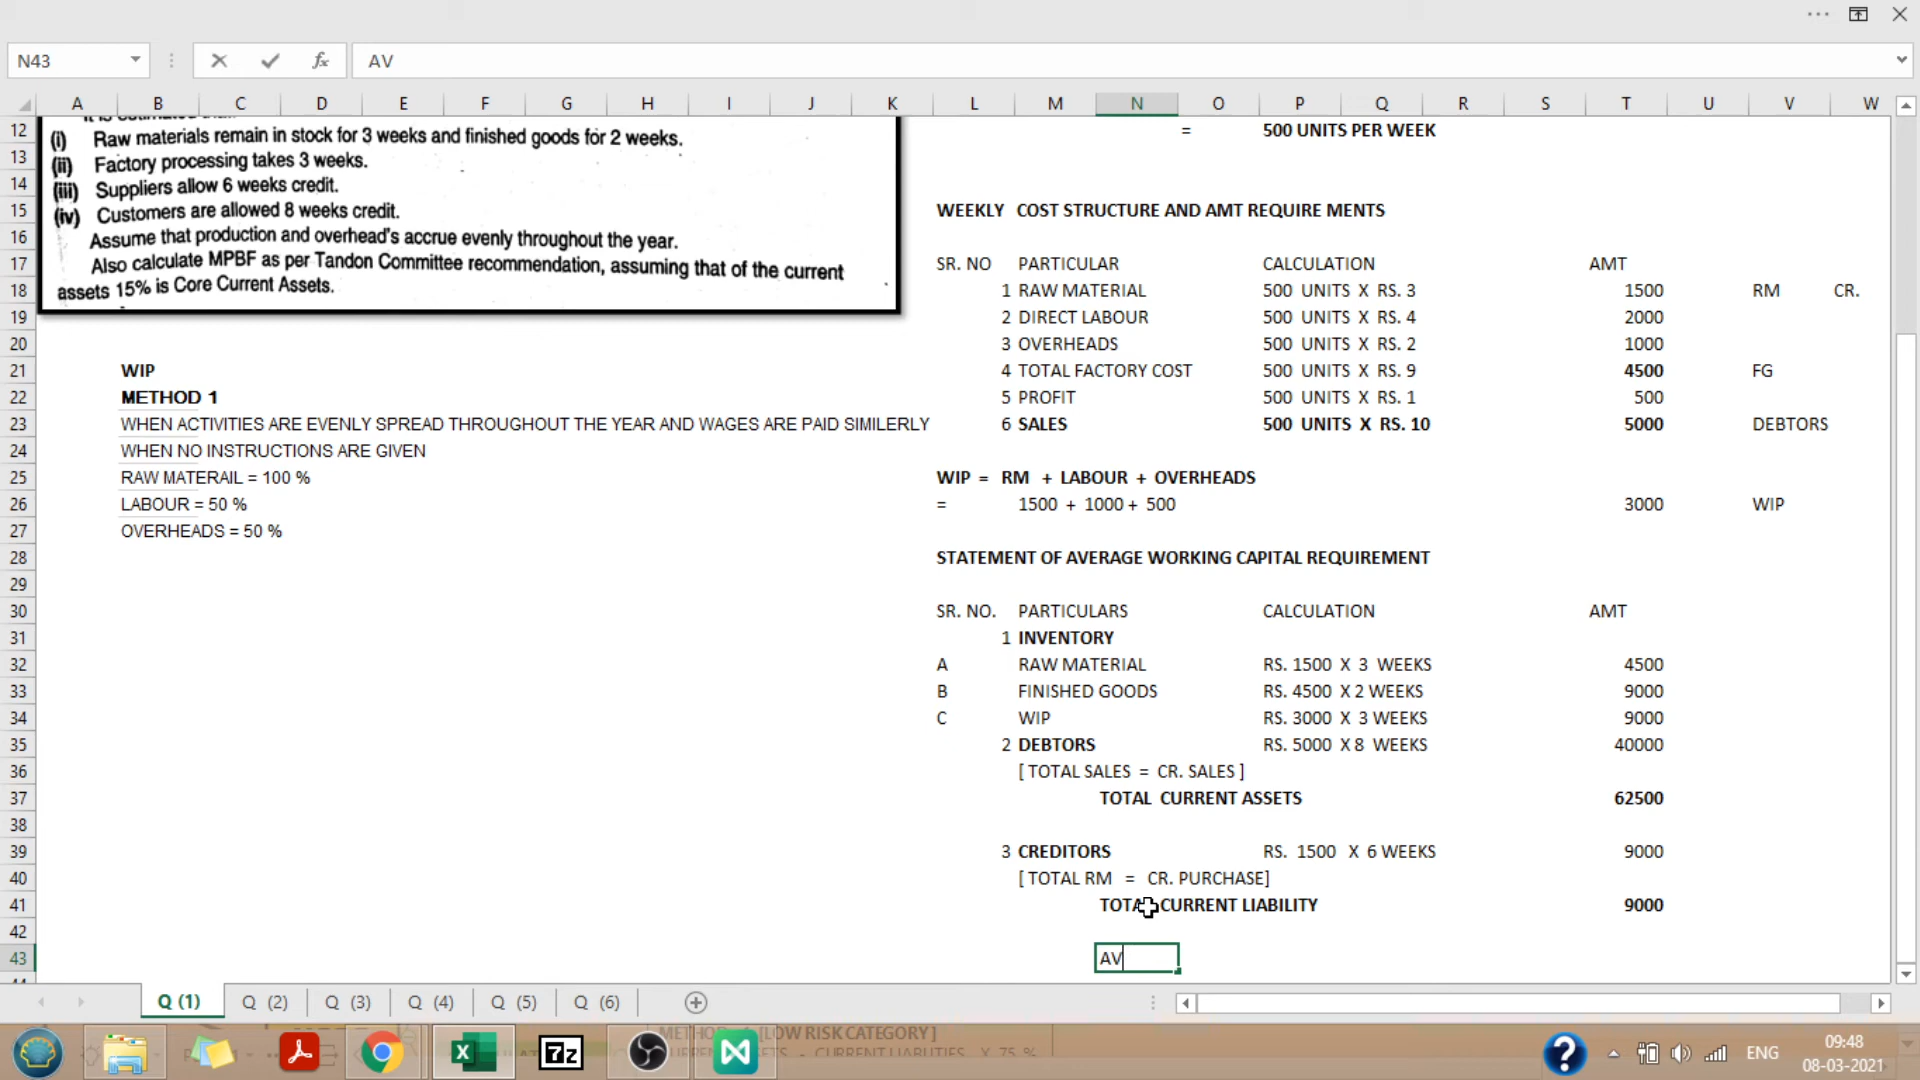 N43 fx AV
A B C D E F G H I J K L M N O P Q R S T U V W
(i) Raw materials remain in stock for 3 weeks and finished goods for 2 weeks.
(ii) Factory processing takes 3 weeks.
(iii) Suppliers allow 6 weeks credit.
(iv) Customers are allowed 8 weeks credit.
Assume that production and overhead's accrue evenly throughout the year.
Also calculate MPBF as per Tandon Committee recommendation, assuming that of the current
assets 15% is Core Current Assets.
WIP
METHOD 1
WHEN ACTIVITIES ARE EVENLY SPREAD THROUGHOUT THE YEAR AND WAGES ARE PAID SIMILERLY
WHEN NO INSTRUCTIONS ARE GIVEN
RAW MATERAIL = 100 %
LABOUR = 50 %
OVERHEADS = 50 %
= 500 UNITS PER WEEK
WEEKLY COST STRUCTURE AND AMT REQUIRE MENTS
SR. NO PARTICULAR CALCULATION AMT
1 RAW MATERIAL 500 UNITS X RS. 3 1500 RM CR.
2 DIRECT LABOUR 500 UNITS X RS. 4 2000
3 OVERHEADS 500 UNITS X RS. 2 1000
4 TOTAL FACTORY COST 500 UNITS X RS. 9 4500 FG
5 PROFIT 500 UNITS X RS. 1 500
6 SALES 500 UNITS X RS. 10 5000 DEBTORS
WIP = RM + LABOUR + OVERHEADS
= 1500 + 1000 + 500 3000 WIP
STATEMENT OF AVERAGE WORKING CAPITAL REQUIREMENT
SR. NO. PARTICULARS CALCULATION AMT
1 INVENTORY
A RAW MATERIAL RS. 1500 X 3 WEEKS 4500
B FINISHED GOODS RS. 4500 X 2 WEEKS 9000
C WIP RS. 3000 X 3 WEEKS 9000
2 DEBTORS RS. 5000 X 8 WEEKS 40000
[ TOTAL SALES = CR. SALES ]
TOTAL CURRENT ASSETS 62500
3 CREDITORS RS. 1500 X 6 WEEKS 9000
[ TOTAL RM = CR. PURCHASE]
TOTAL CURRENT LIABILITY 9000
AV
12
13
14
15
16
17
18
19
20
21
22
23
24
25
26
27
28
29
30
31
32
33
34
35
36
37
38
39
40
41
42
43
Q (1) Q (2) Q (3) Q (4) Q (5) Q (6)
[LOW RISK CATEGORY ]
X 75 %
7z
ENG
09:48
08-03-2021